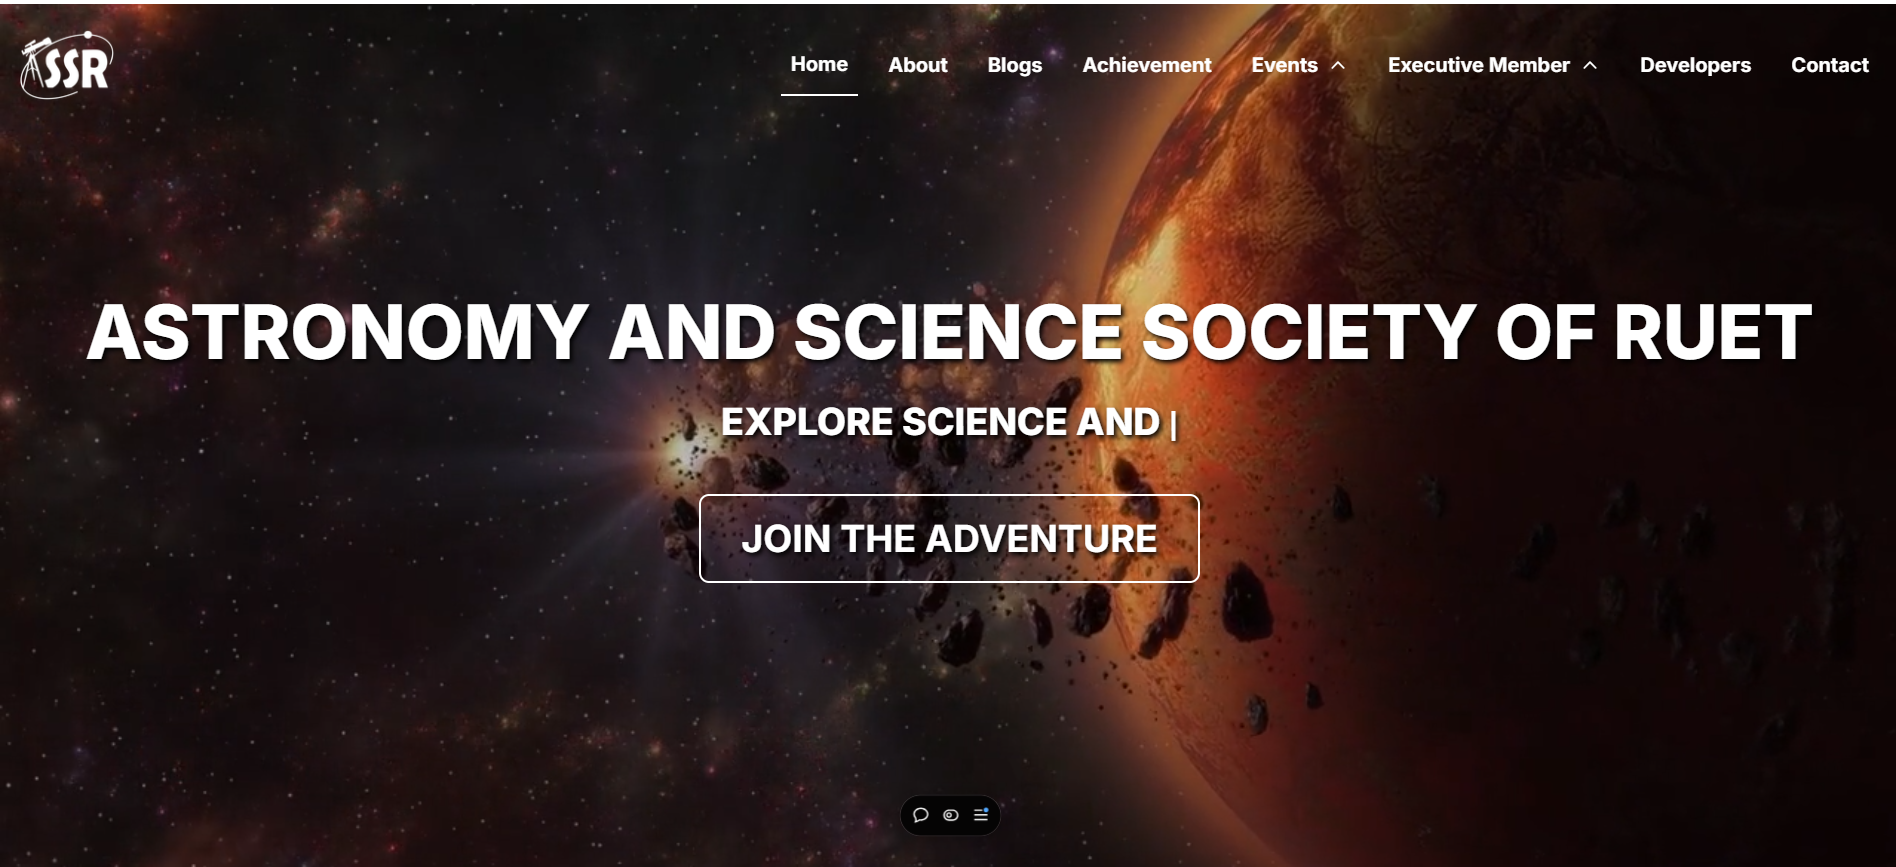 ASSR
Home About Blogs Achievement Events Executive Member Developers Contact
ASTRONOMY AND SCIENCE SOCIETY OF RUET
EXPLORE SCIENCE AND |
JOIN THE ADVENTURE